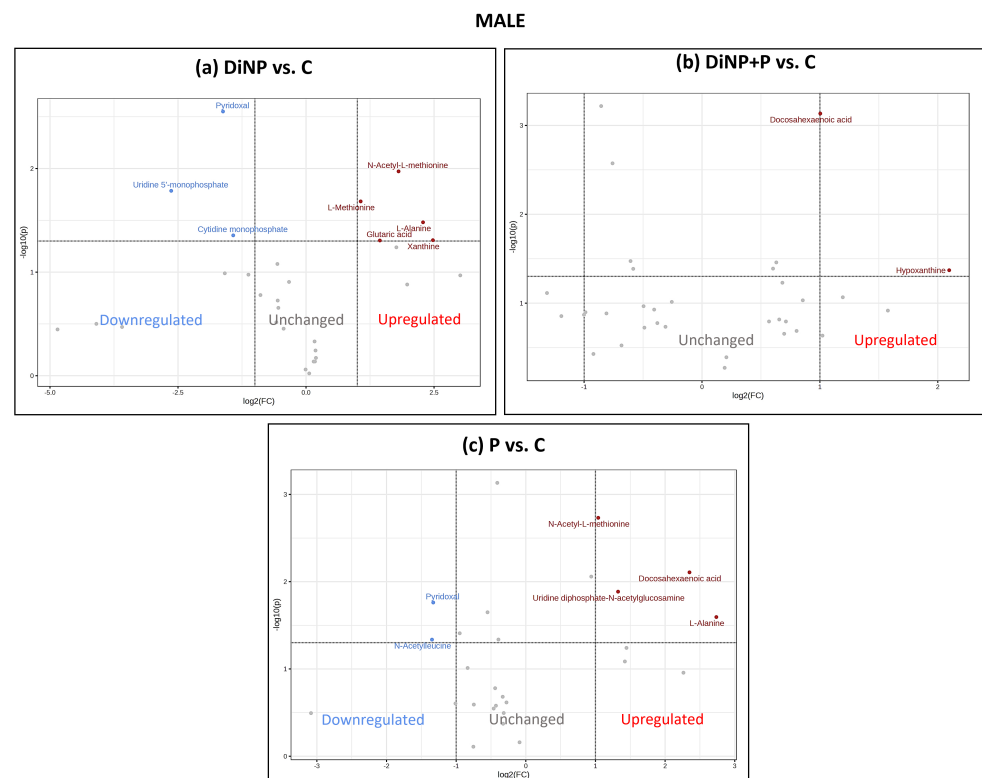 MALE
(a) DiNP vs. C
Pyridoxal
N-Acetyl-L-methionine
Uridine 5'-monophosphate
L-Methionine
Cytidine monophosphate
L-Alanine
Glutaric acid
Xanthine
Downregulated
Unchanged
Upregulated
-log10(p)
2
1
0
-5.0
-2.5
0.0
2.5
log2(FC)
(b) DiNP+P vs. C
Docosahexaenoic acid
Hypoxanthine
Unchanged
Upregulated
-log10(p)
3
2
1
-1
0
1
2
log2(FC)
(c) P vs. C
N-Acetyl-L-methionine
Docosahexaenoic acid
Uridine diphosphate-N-acetylglucosamine
Pyridoxal
L-Alanine
N-Acetylleucine
Downregulated
Unchanged
Upregulated
-log10(p)
3
2
1
0
-3
-2
-1
0
1
2
3
log2(FC)